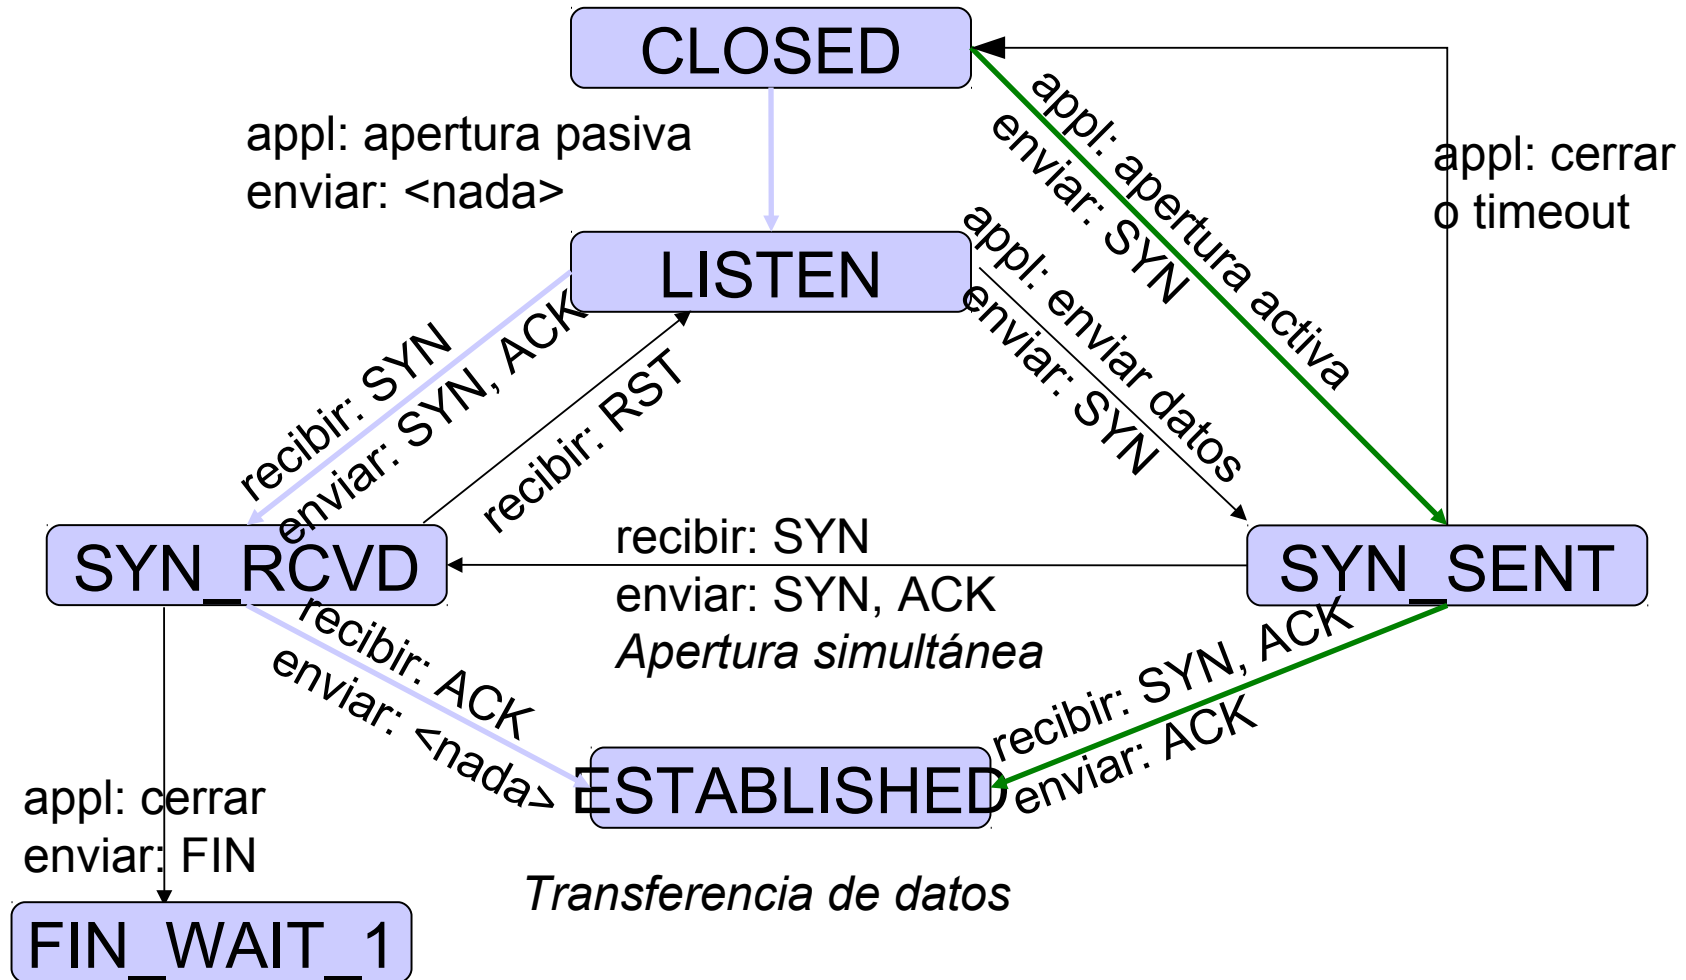 CLOSED
appl: apertura pasiva
enviar: <nada>
appl: apertura activa
enviar: SYN
appl: cerrar
o timeout
LISTEN
appl: enviar datos
enviar: SYN
recibir: SYN
enviar: SYN, ACK
recibir: RST
SYN_RCVD
recibir: SYN
enviar: SYN, ACK
Apertura simultánea
SYN_SENT
recibir: ACK
enviar: <nada>
recibir: SYN, ACK
enviar: ACK
ESTABLISHED
appl: cerrar
enviar: FIN
Transferencia de datos
FIN_WAIT_1